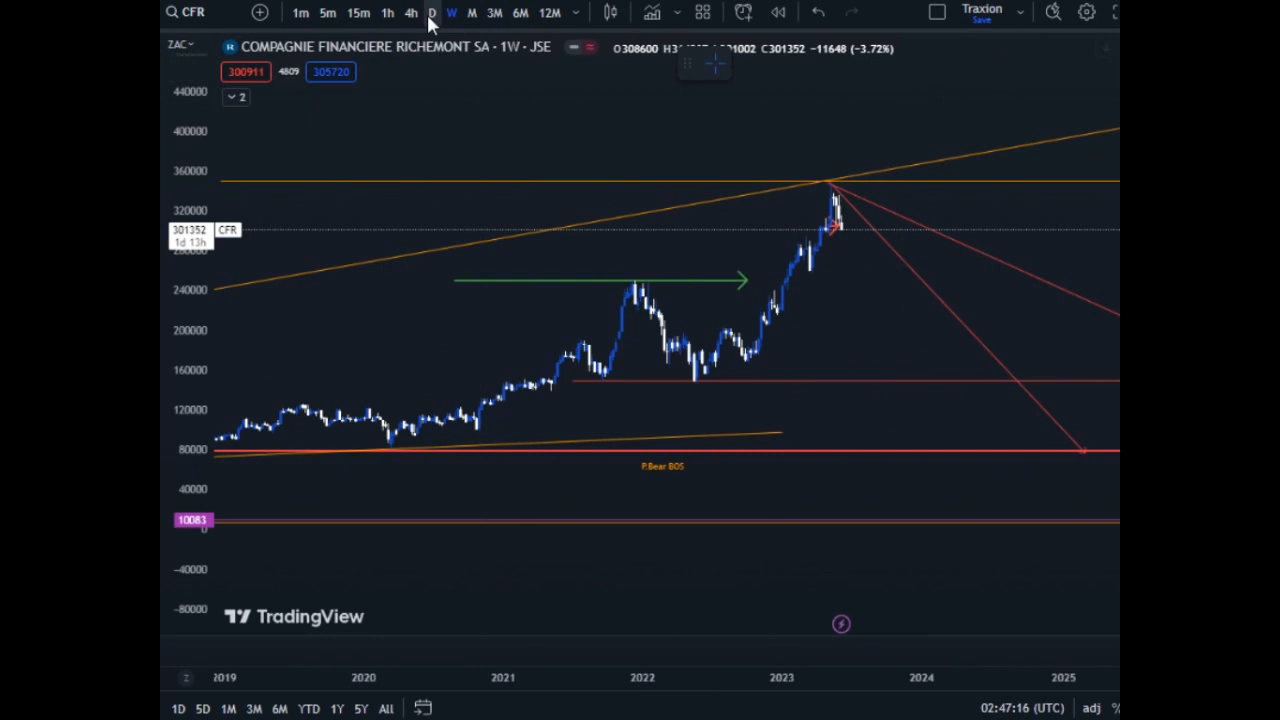 CFR 1m 5m 15m 1h 4h D W M 3M 6M 12M Traxion
Save
ZAC COMPAGNIE FINANCIERE RICHEMONT SA · 1W · JSE O308600 C301352 −11648 (−3.72%)
300911 4809 305720
2
440000
400000
360000
320000
301352 CFR
1d 13h
240000
200000
160000
120000
80000
P.Bear BOS
40000
10083
0
−40000
−80000
TradingView
Z 2019 2020 2021 2022 2023 2024 2025
1D 5D 1M 3M 6M YTD 1Y 5Y All 02:47:16 (UTC) adj %